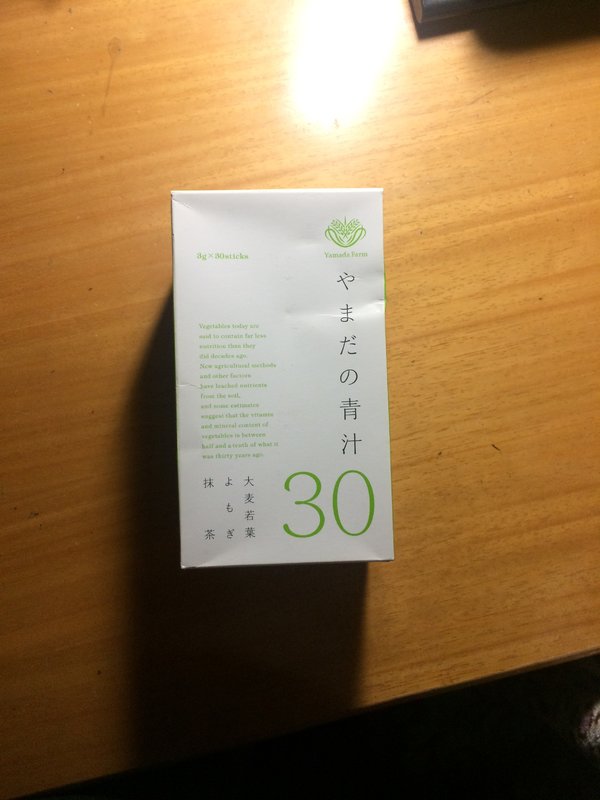 Yamada Farm
3g×30sticks
やまだの青汁
30
Vegetables today are
said to contain far less
nutrition than they
did decades ago.
New agricultural methods
and other factors
have leached nutrients
from the soil,
and some estimates
suggest that the vitamin
and mineral content of
vegetables is between
half and a tenth of what it
was thirty years ago.
大麦若葉
よもぎ
抹茶